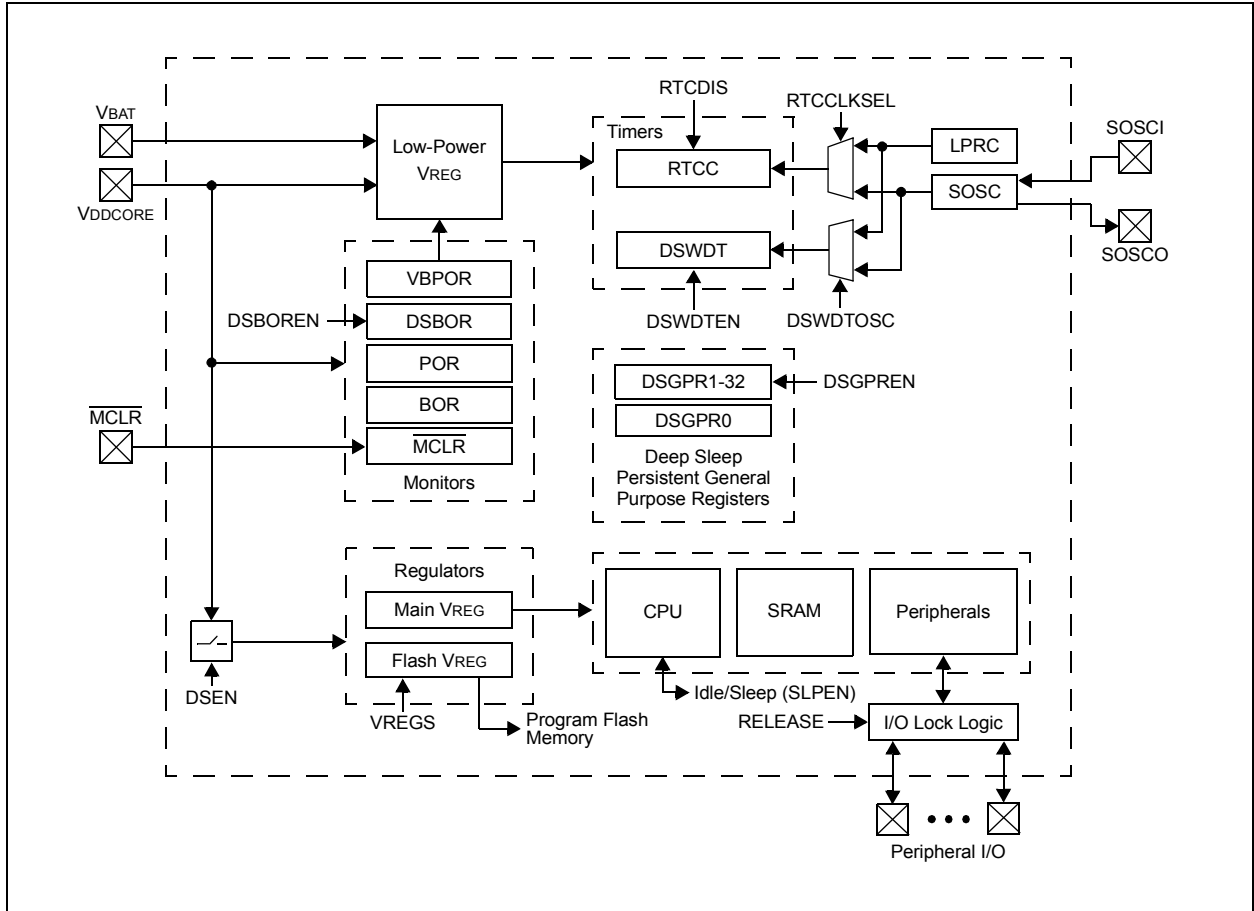 VBAT
VDDCORE
Low-Power
VREG
RTCDIS
RTCCLKSEL
Timers
RTCC
DSWDT
LPRC
SOSC
SOSCI
SOSCO
DSWDTEN
DSWDTOSC
DSBOREN
VBPOR
DSBOR
POR
BOR
MCLR
Monitors
MCLR
DSGPR1-32
DSGPREN
DSGPR0
Deep Sleep
Persistent General
Purpose Registers
Regulators
Main VREG
Flash VREG
DSEN
VREGS
Program Flash
Memory
CPU
SRAM
Peripherals
Idle/Sleep (SLPEN)
RELEASE
I/O Lock Logic
Peripheral I/O